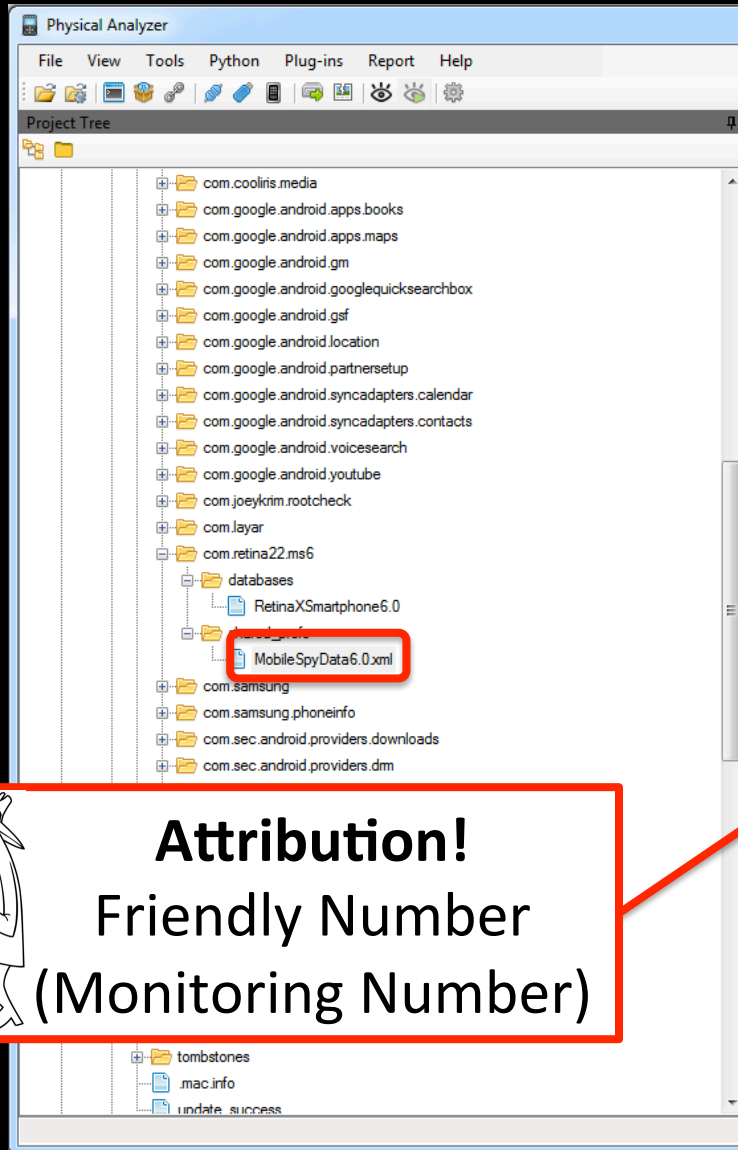 Physical Analyzer
File View Tools Python Plug-ins Report Help
Project Tree
com.cooliris.media
com.google.android.apps.books
com.google.android.apps.maps
com.google.android.gm
com.google.android.googlequicksearchbox
com.google.android.gsf
com.google.android.location
com.google.android.partnersetup
com.google.android.syncadapters.calendar
com.google.android.syncadapters.contacts
com.google.android.voicesearch
com.google.android.youtube
com.joeykrim.rootcheck
com.layar
com.retina22.ms6
databases
RetinaXSmartphone6.0
shared_prefs
MobileSpyData6.0.xml
com.samsung
com.samsung.phoneinfo
com.sec.android.providers.downloads
com.sec.android.providers.drm
Attribution!
Friendly Number
(Monitoring Number)
tombstones
.mac.info
update_success